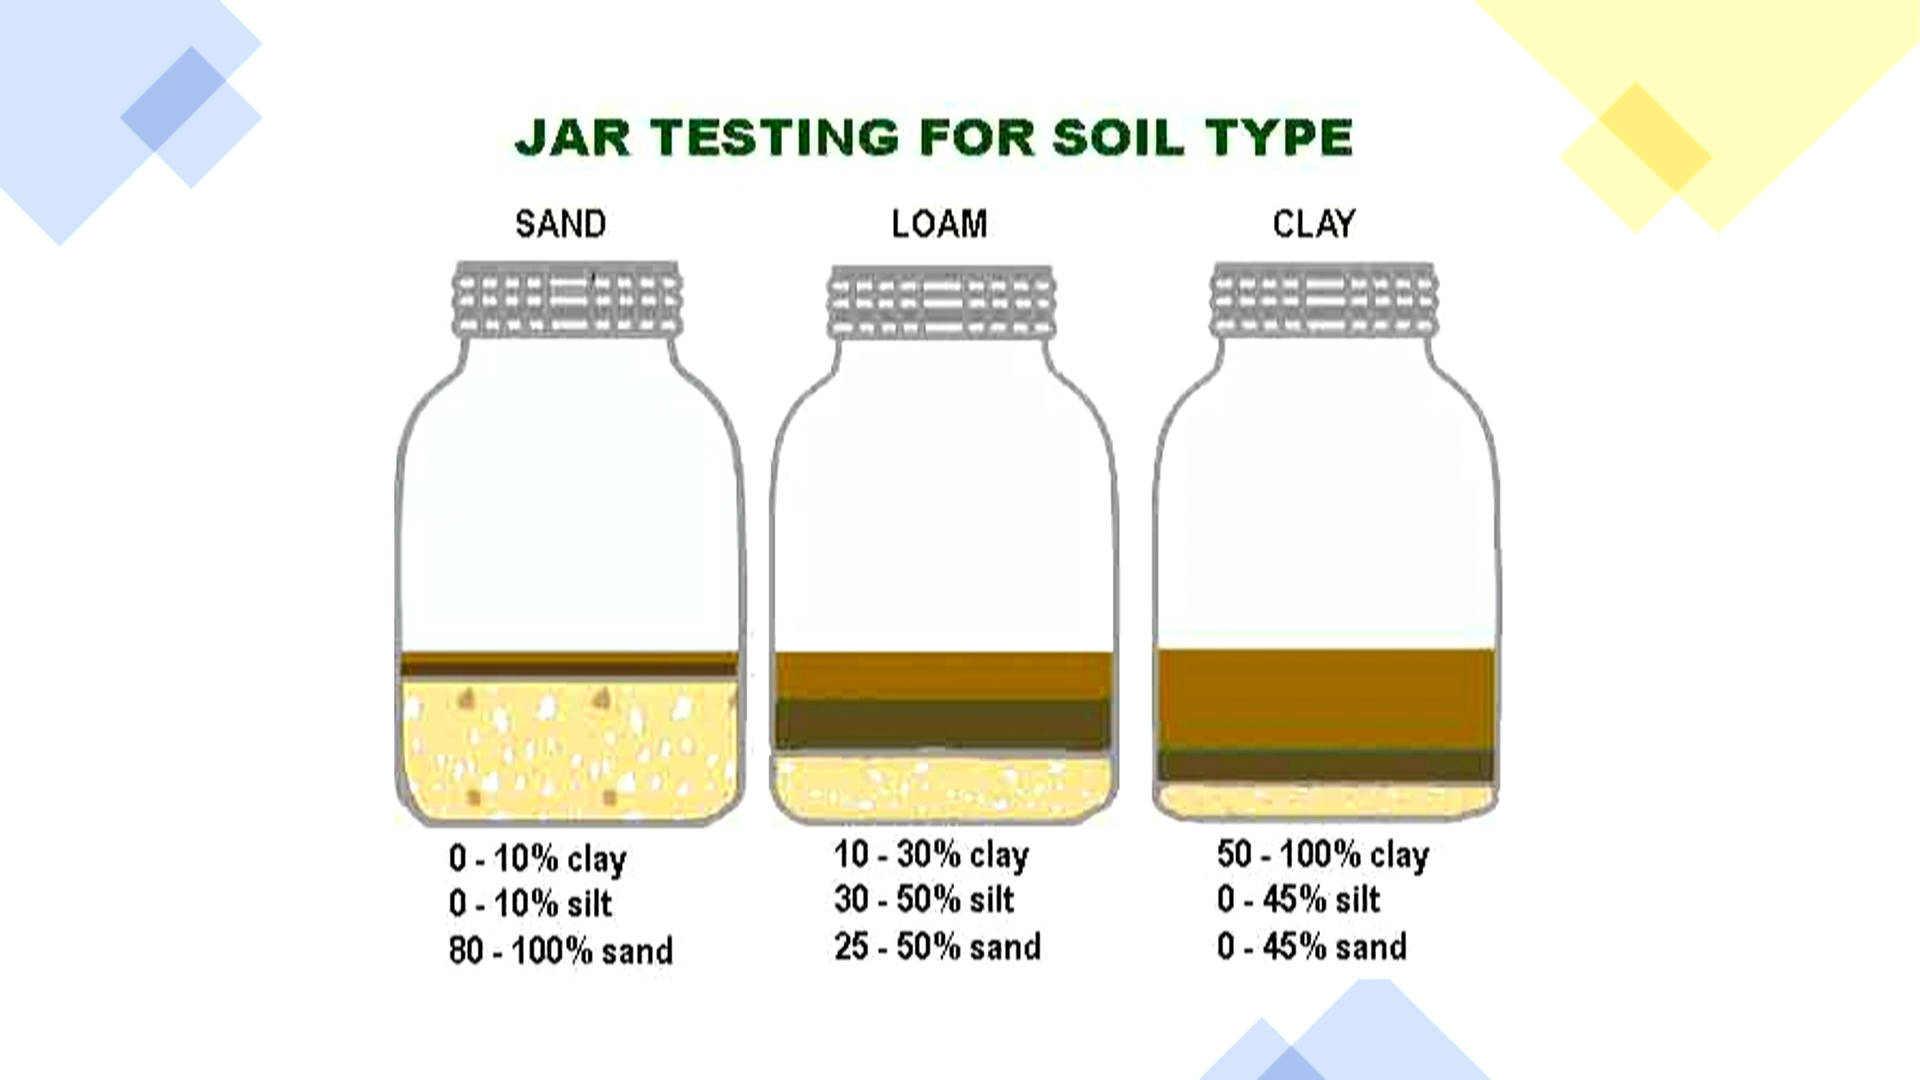 JAR TESTING FOR SOIL TYPE
SAND
LOAM
CLAY
0 - 10% clay
0 - 10% silt
80 - 100% sand
10 - 30% clay
30 - 50% silt
25 - 50% sand
50 - 100% clay
0 - 45% silt
0 - 45% sand